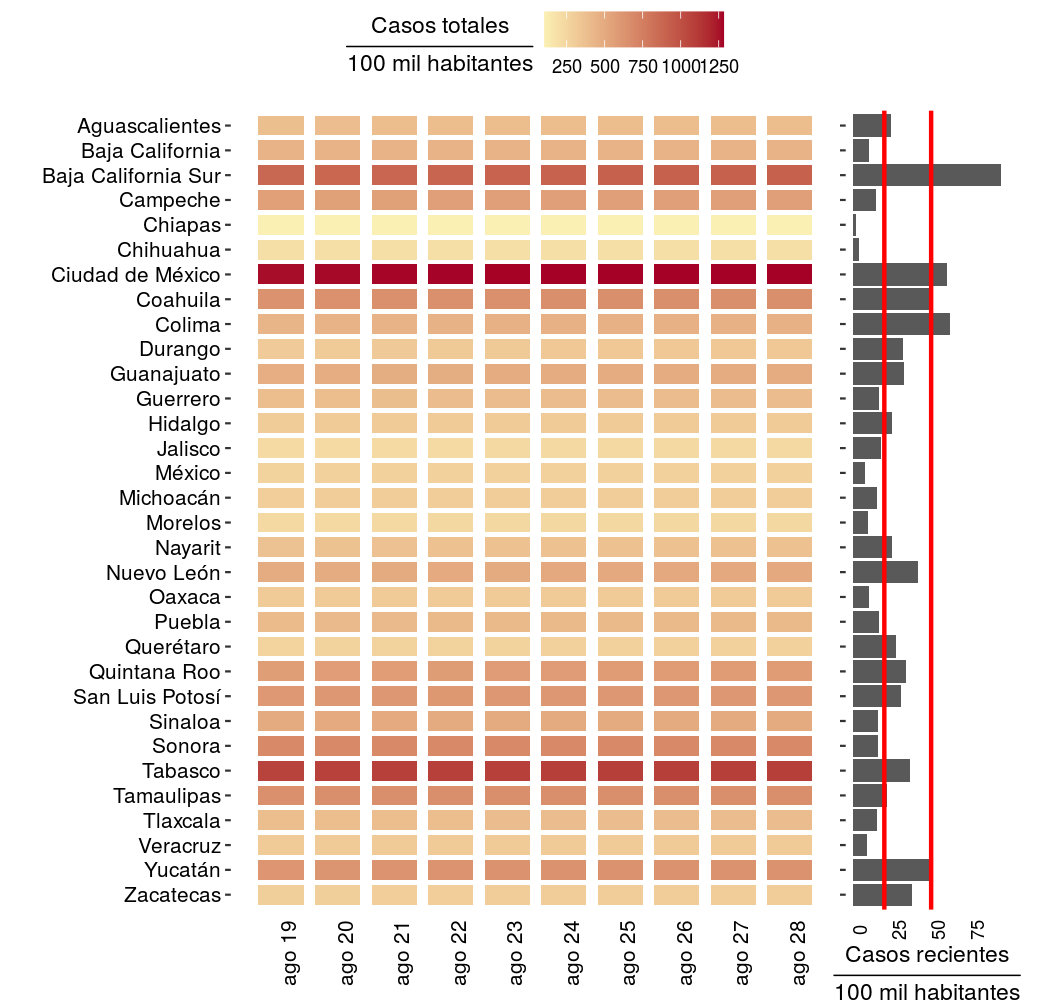 Casos totales
100 mil habitantes
250 500 750 1000 1250
Aguascalientes
Baja California
Baja California Sur
Campeche
Chiapas
Chihuahua
Ciudad de México
Coahuila
Colima
Durango
Guanajuato
Guerrero
Hidalgo
Jalisco
México
Michoacán
Morelos
Nayarit
Nuevo León
Oaxaca
Puebla
Querétaro
Quintana Roo
San Luis Potosí
Sinaloa
Sonora
Tabasco
Tamaulipas
Tlaxcala
Veracruz
Yucatán
Zacatecas
ago 19
ago 20
ago 21
ago 22
ago 23
ago 24
ago 25
ago 26
ago 27
ago 28
0
25
50
75
Casos recientes
100 mil habitantes